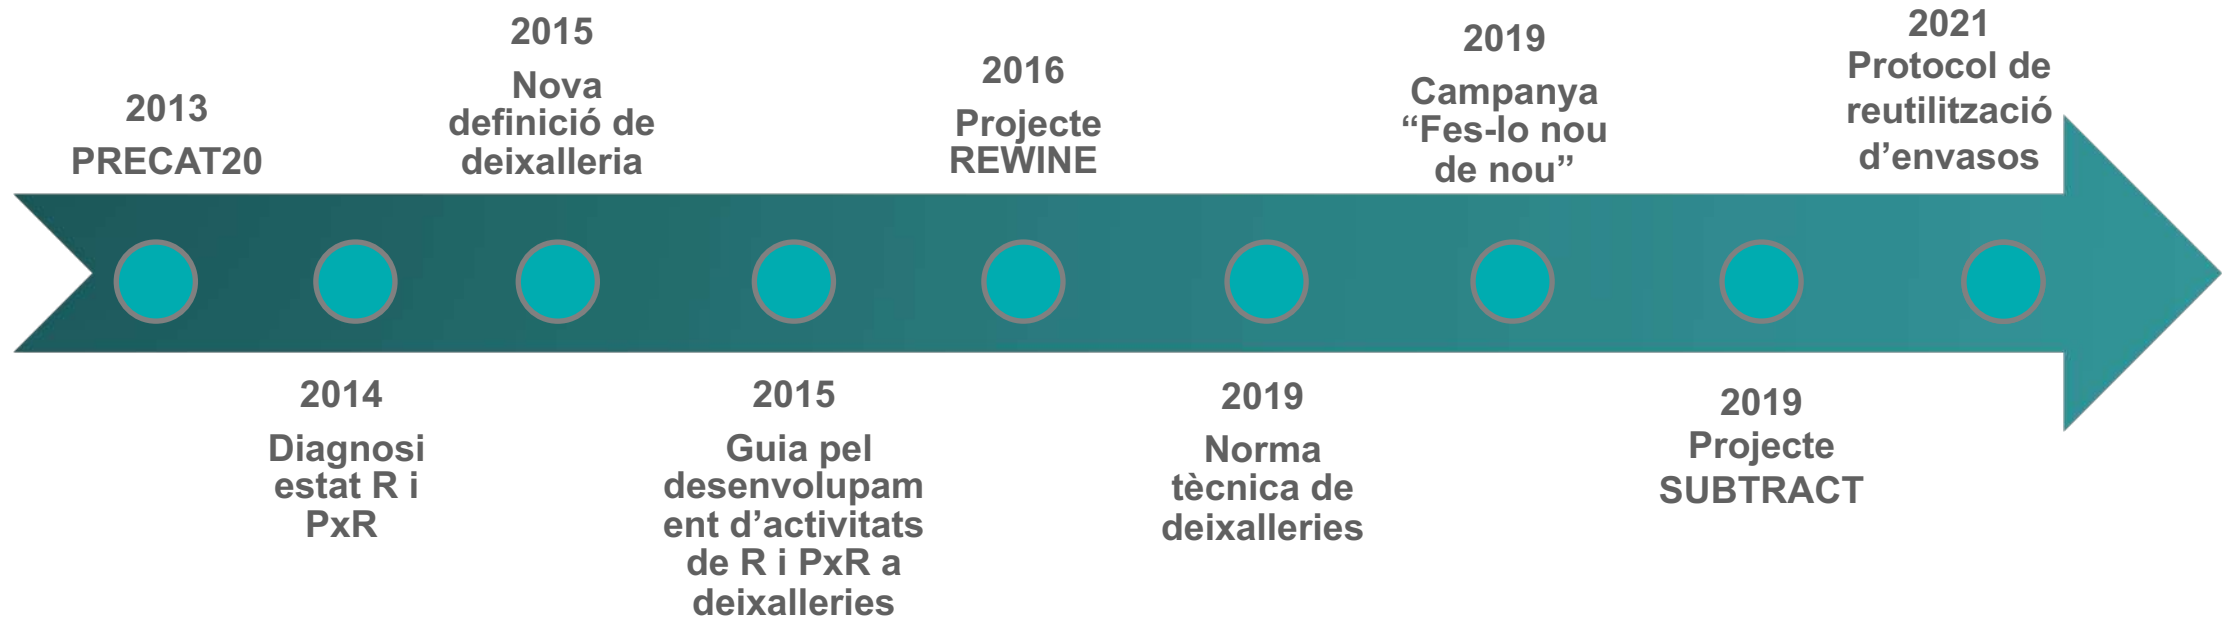 2013
PRECAT20
2014
Diagnosi
estat R i
PxR
2015
Nova
definició de
deixalleria
2015
Guia pel
desenvolupam
ent d’activitats
de R i PxR a
deixalleries
2016
Projecte
REWINE
2019
Norma
tècnica de
deixalleries
2019
Campanya
“Fes-lo nou
de nou”
2019
Projecte
SUBTRACT
2021
Protocol de
reutilització
d’envasos